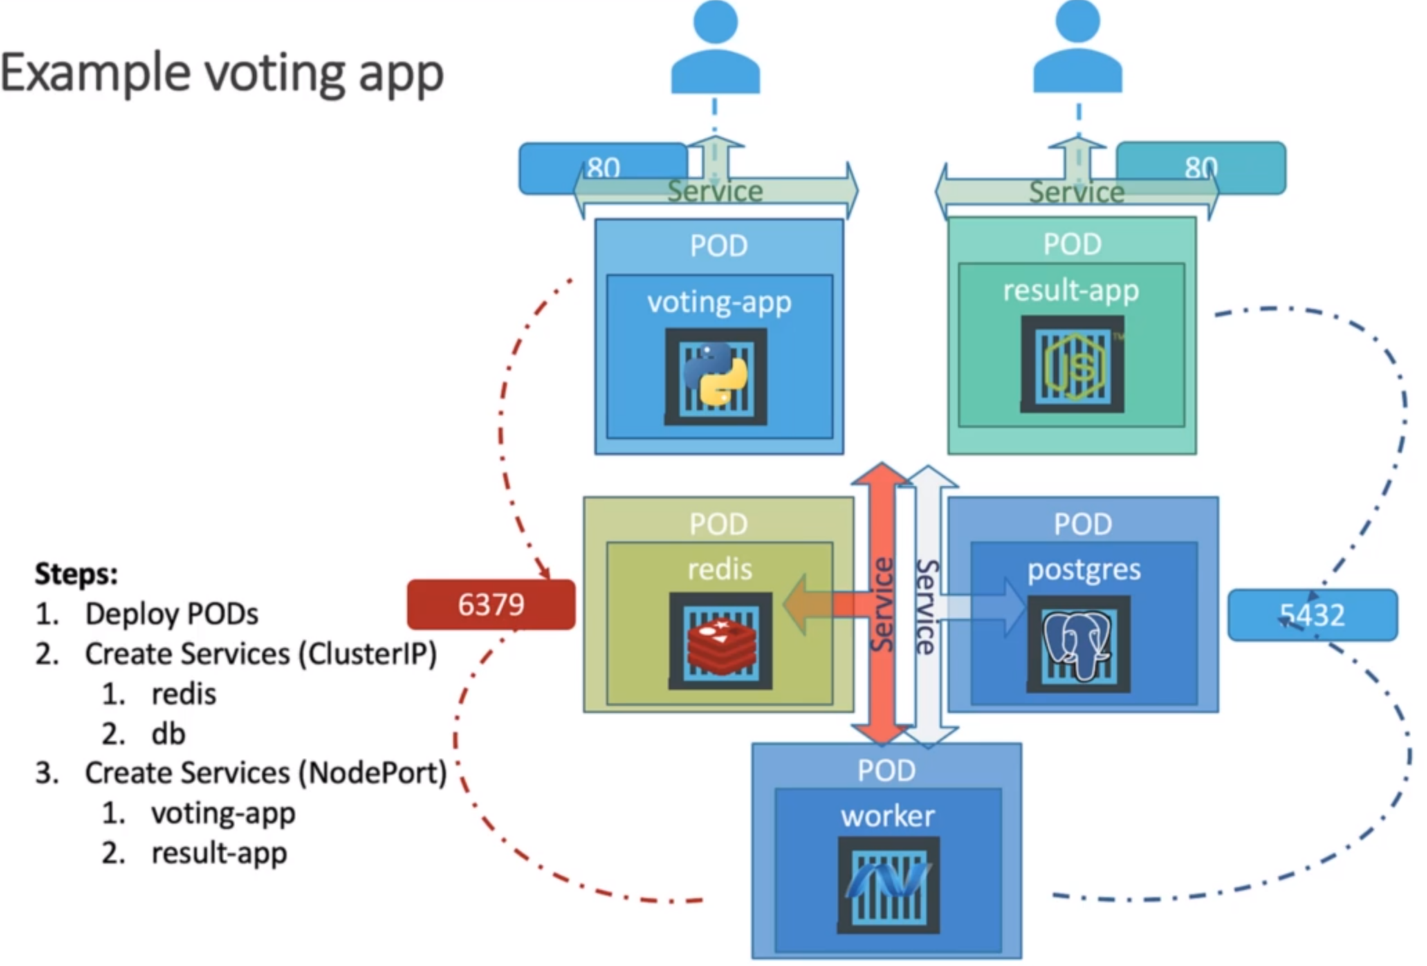 Example voting app
80
Service
80
Service
POD
voting-app
POD
result-app
JS
TM
POD
redis
Service
Service
POD
postgres
6379
5432
Steps:
1. Deploy PODs
2. Create Services (ClusterIP)
1. redis
2. db
3. Create Services (NodePort)
1. voting-app
2. result-app
POD
worker